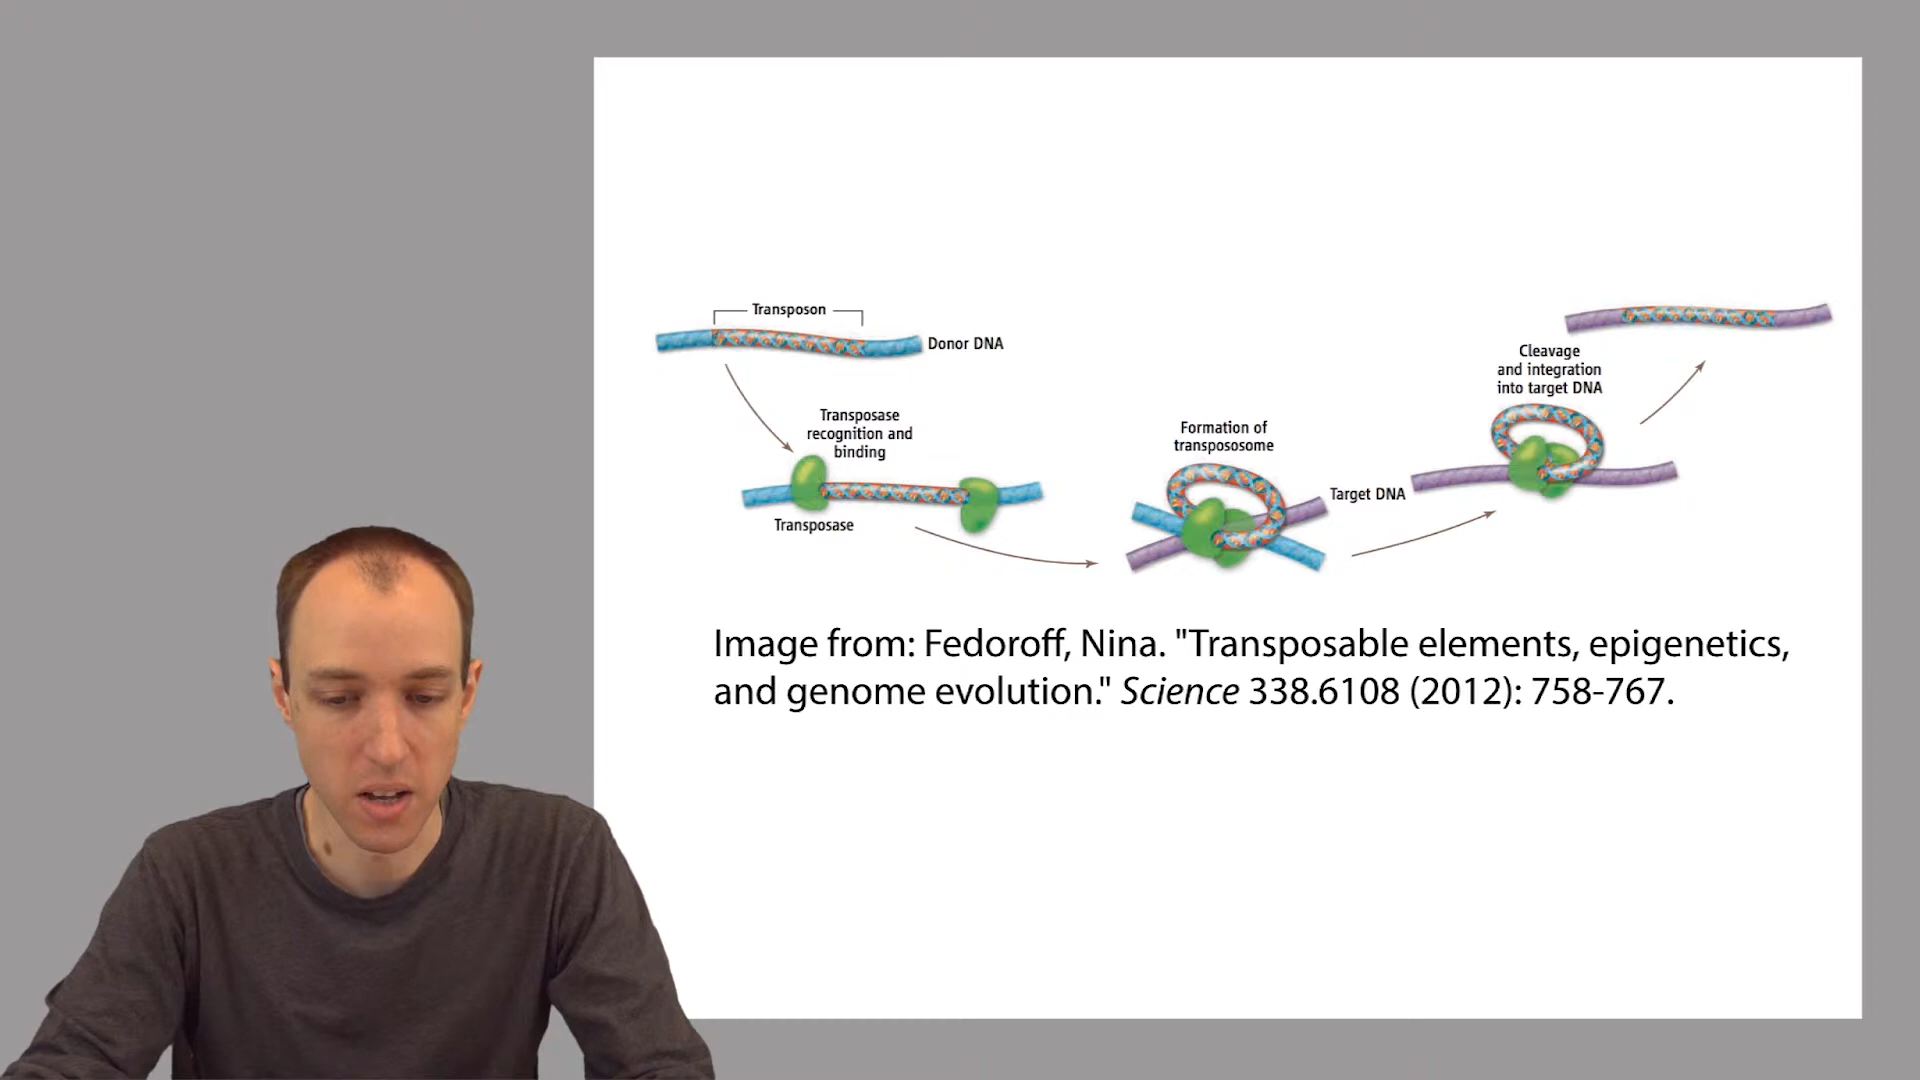 Transposon
Donor DNA
Transposase
recognition and
binding
Transposase
Formation of
transpososome
Target DNA
Cleavage
and integration
into target DNA
Image from: Fedoroff, Nina. "Transposable elements, epigenetics,
and genome evolution." Science 338.6108 (2012): 758-767.